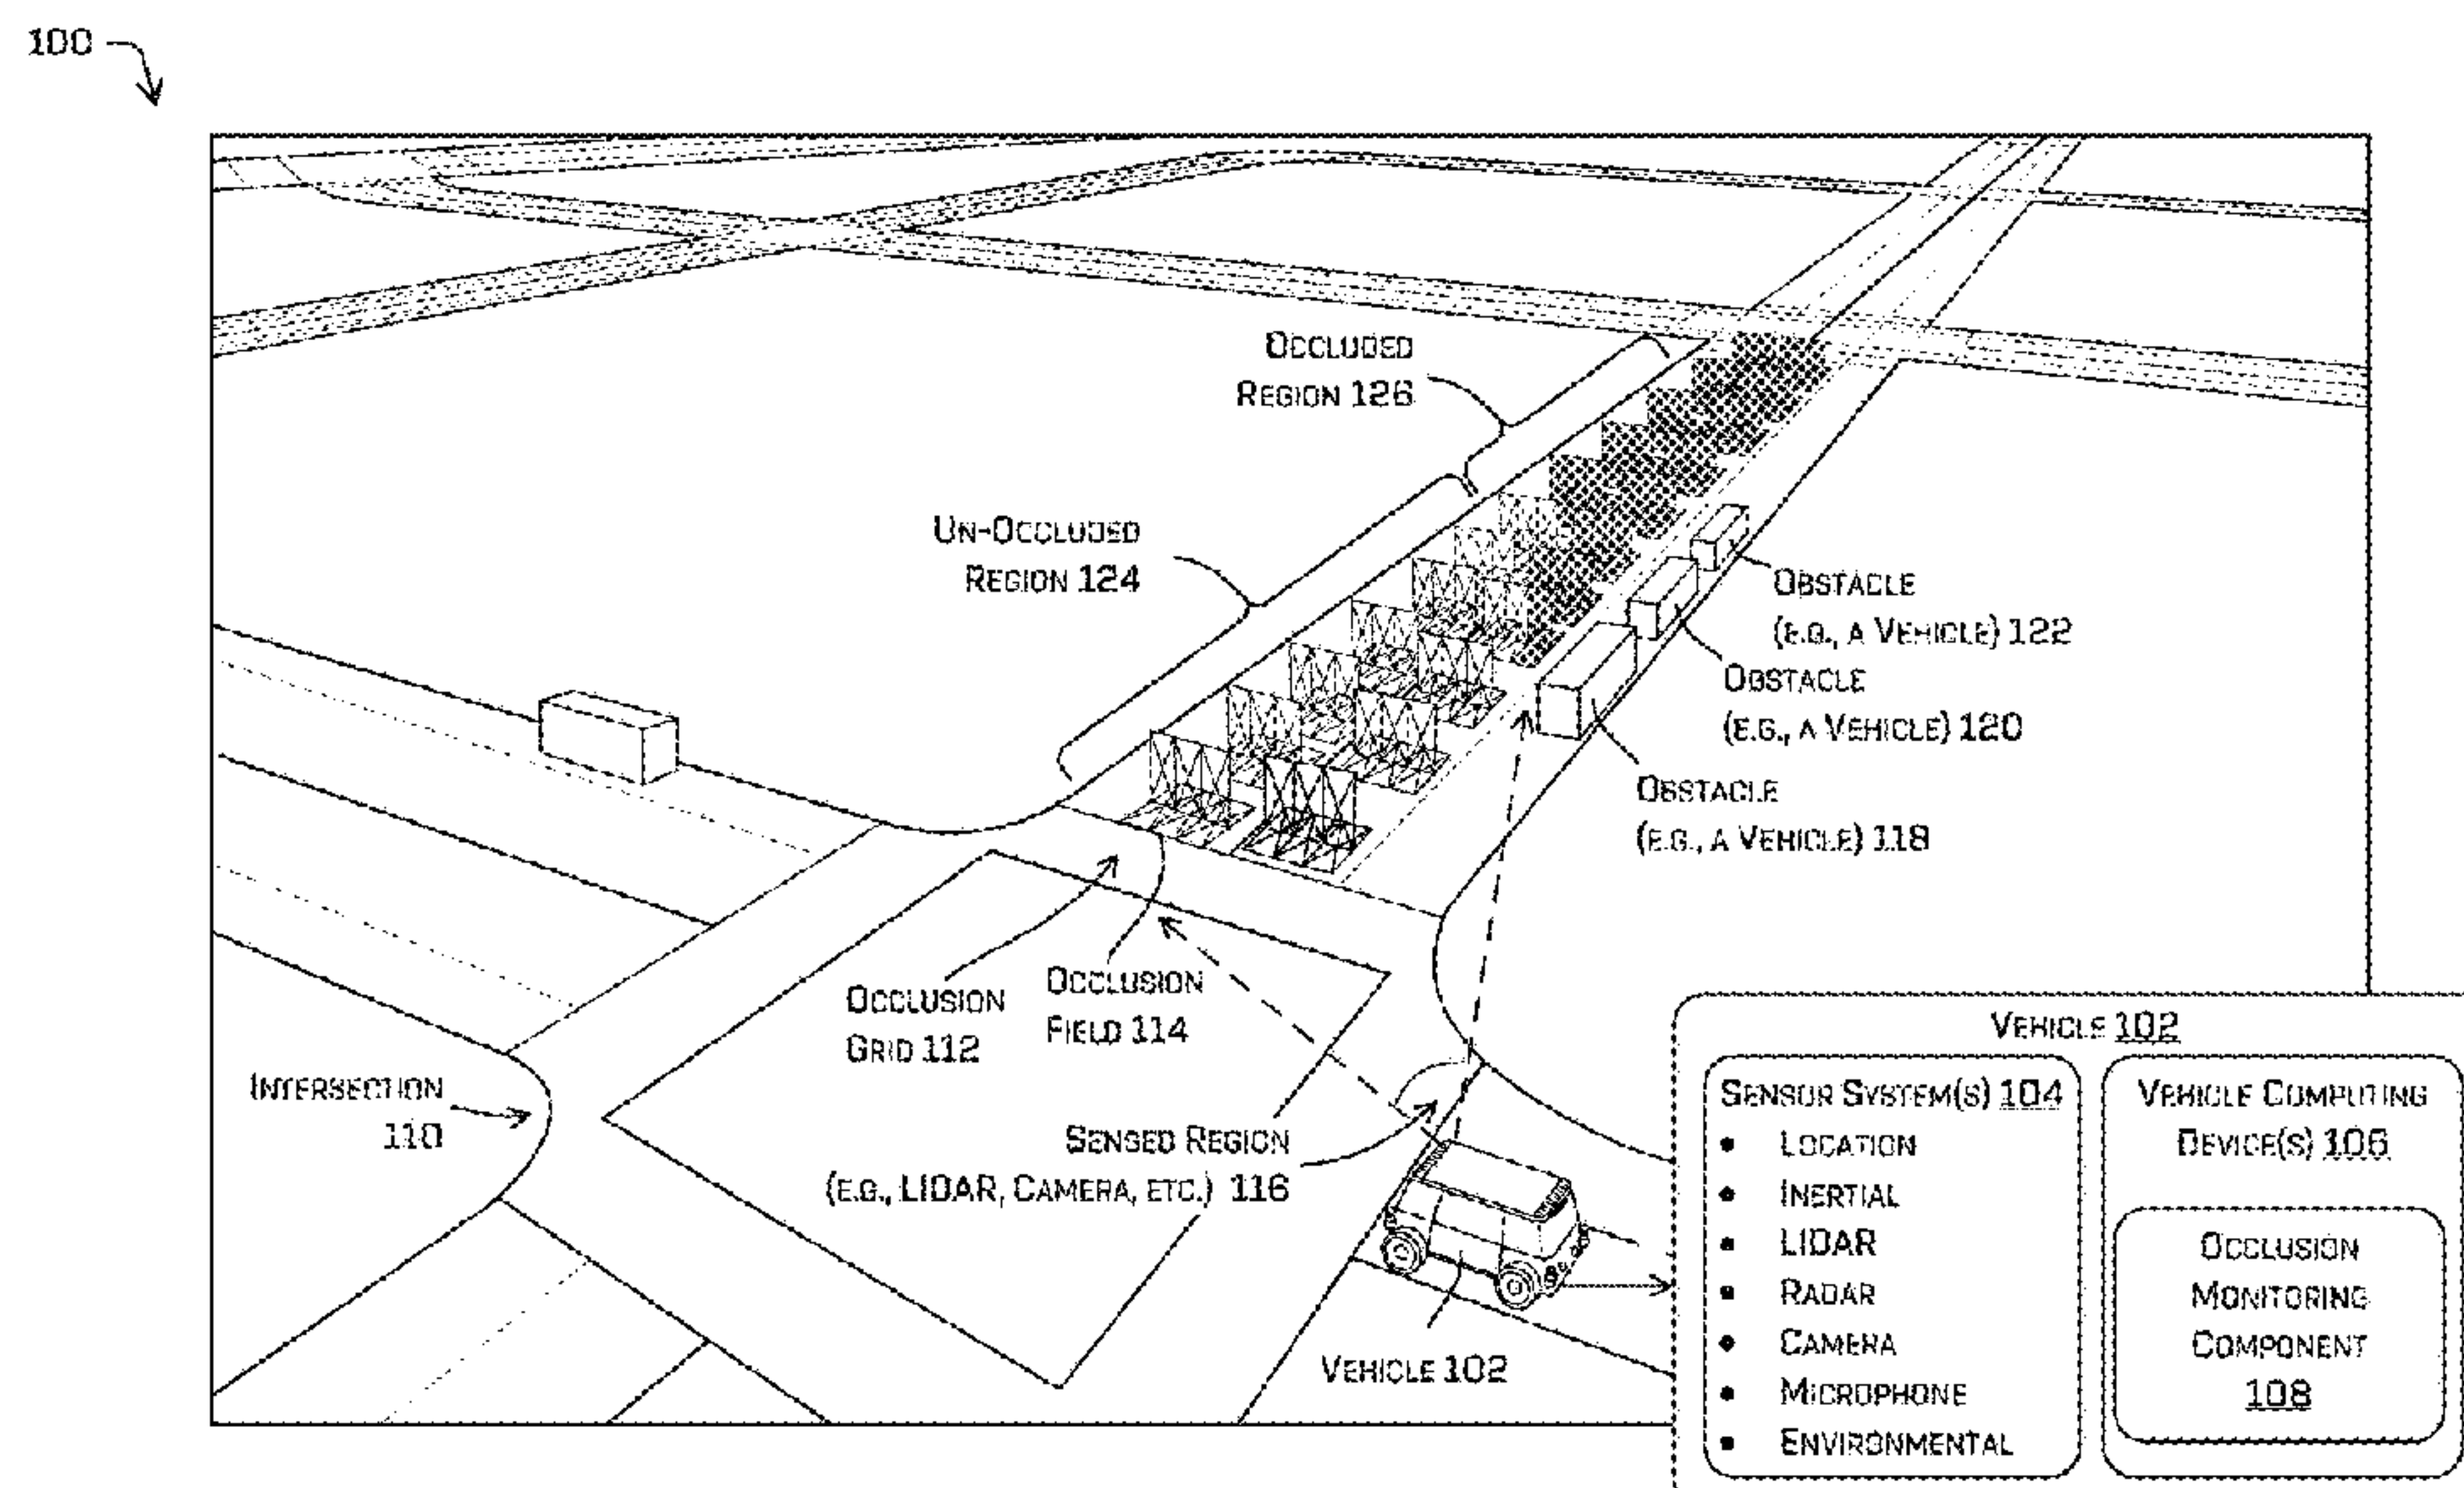 100
OCCLUDED
REGION 126
UN-OCCLUDED
REGION 124
OBSTACLE
(E.G., A VEHICLE) 122
OBSTACLE
(E.G., A VEHICLE) 120
OBSTACLE
(E.G., A VEHICLE) 118
OCCLUSION
GRID 112
OCCLUSION
FIELD 114
INTERSECTION
110
SENSED REGION
(E.G., LIDAR, CAMERA, ETC.) 116
VEHICLE 102
VEHICLE 102
SENSOR SYSTEM(S) 104
• LOCATION
• INERTIAL
• LIDAR
• RADAR
• CAMERA
• MICROPHONE
• ENVIRONMENTAL
VEHICLE COMPUTING
DEVICE(S) 106
OCCLUSION
MONITORING
COMPONENT
108